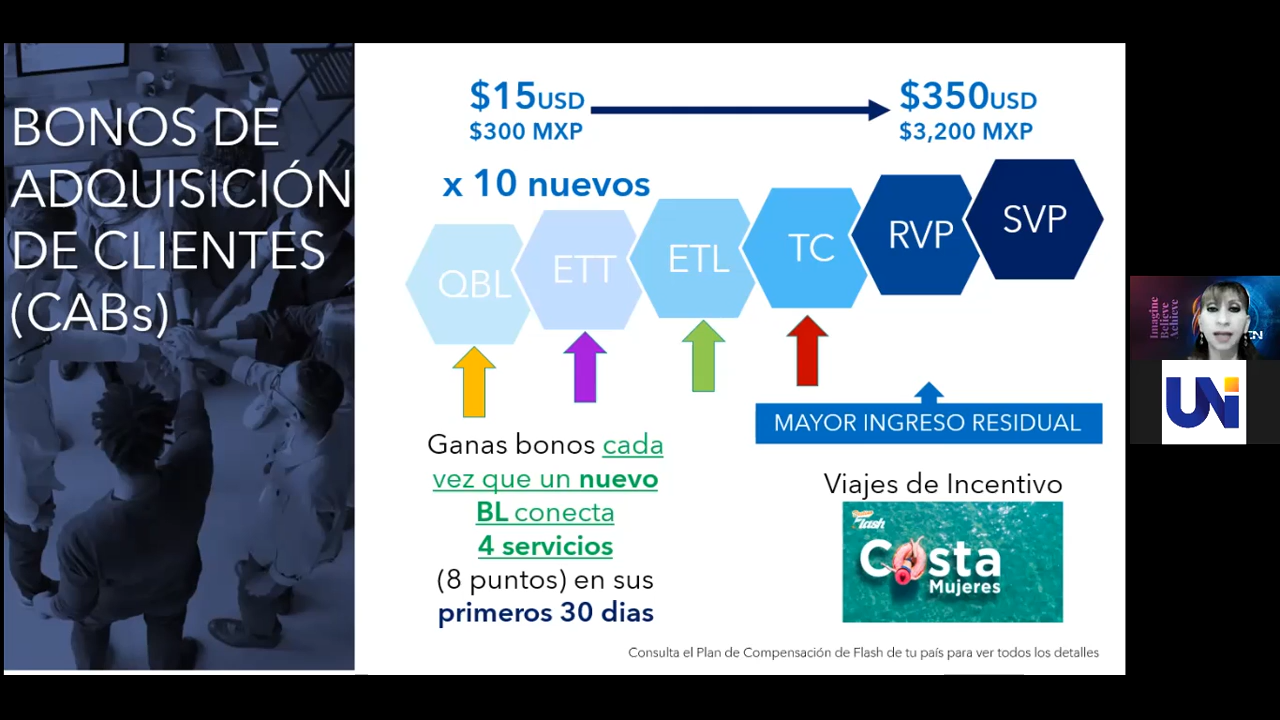 BONOS DE
ADQUISICIÓN
DE CLIENTES
(CABs)
$15USD
$300 MXP
$350USD
$3,200 MXP
x 10 nuevos
QBL
ETT
ETL
TC
RVP
SVP
MAYOR INGRESO RESIDUAL
Ganas bonos cada
vez que un nuevo
BL conecta
4 servicios
(8 puntos) en sus
primeros 30 dias
Viajes de Incentivo
Flash
Costa
Mujeres
Consulta el Plan de Compensación de Flash de tu país para ver todos los detalles
Imagine
Believe
Achieve
CN
UNi